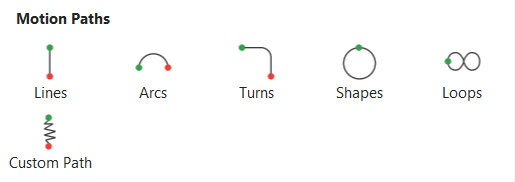 Motion Paths
Lines Arcs Turns Shapes Loops
Custom Path